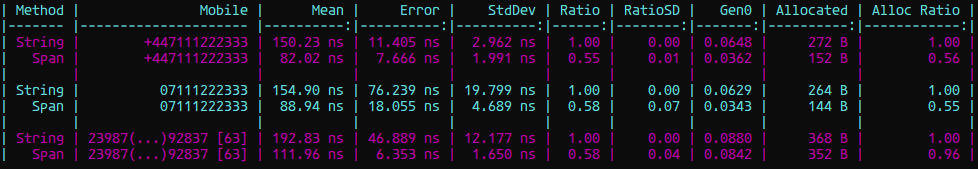 | Method | Mobile | Mean | Error | StdDev | Ratio | RatioSD | Gen0 | Allocated | Alloc Ratio |
|------- |--------------------- |----------:|----------:|----------:|------:|--------:|-------:|----------:|------------:|
| String | +447111222333 | 150.23 ns | 11.405 ns | 2.962 ns | 1.00 | 0.00 | 0.0648 | 272 B | 1.00 |
| Span | +447111222333 | 82.02 ns | 7.666 ns | 1.991 ns | 0.55 | 0.01 | 0.0362 | 152 B | 0.56 |
| | | | | | | | | | |
| String | 07111222333 | 154.90 ns | 76.239 ns | 19.799 ns | 1.00 | 0.00 | 0.0629 | 264 B | 1.00 |
| Span | 07111222333 | 88.94 ns | 18.055 ns | 4.689 ns | 0.58 | 0.07 | 0.0343 | 144 B | 0.55 |
| | | | | | | | | | |
| String | 23987(...)92837 [63] | 192.83 ns | 46.889 ns | 12.177 ns | 1.00 | 0.00 | 0.0880 | 368 B | 1.00 |
| Span | 23987(...)92837 [63] | 111.96 ns | 6.353 ns | 1.650 ns | 0.58 | 0.04 | 0.0842 | 352 B | 0.96 |